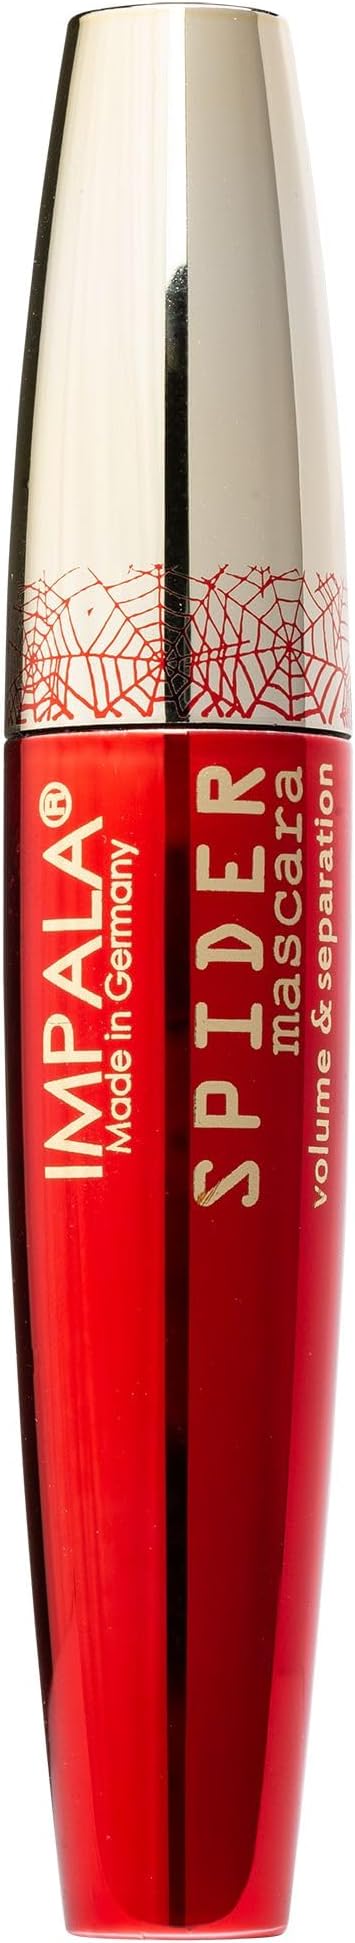 IMPALA®
Made in Germany
SPIDER
mascara
volume & separation